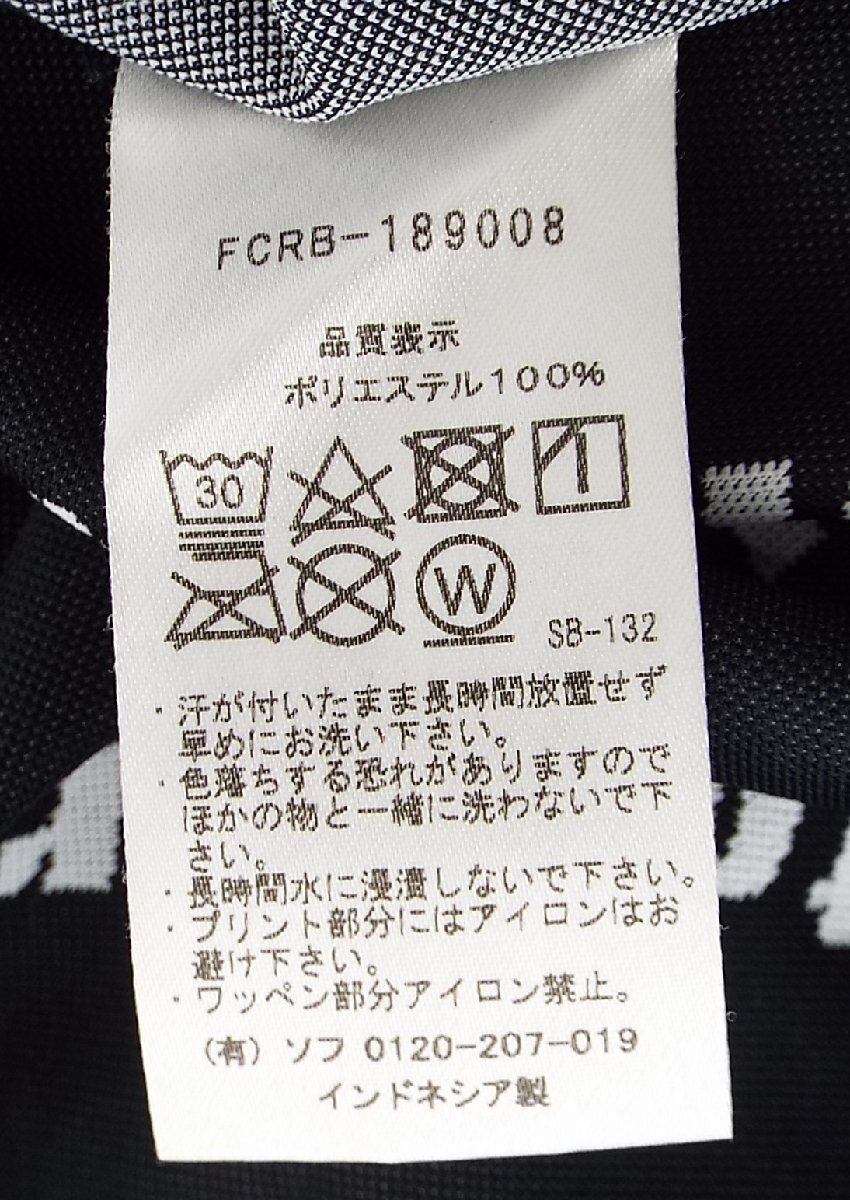 FCRB-189008
品質表示
ポリエステル100%
30
W
SB-132
・汗が付いたまま長時間放置せず
早めにお洗い下さい。
・色落ちする恐れがありますので
ほかの物と一緒に洗わないで下
さい。
・長時間水に浸漬しないで下さい。
・プリント部分にはアイロンはお
避け下さい。
・ワッペン部分アイロン禁止。
(有)ソフ 0120-207-019
インドネシア製